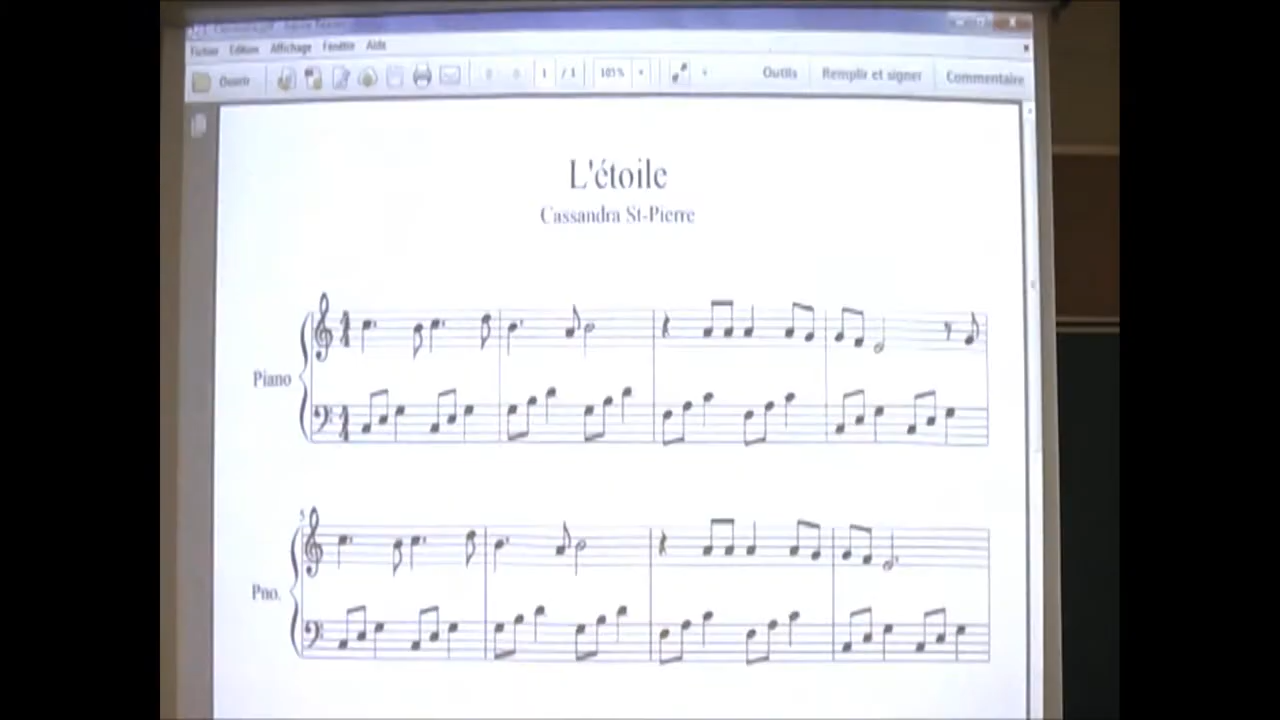 Fichier Edition Affichage Fenêtre Aide
Ouvrir 1 / 1 105% Outils Remplir et signer Commentaire
L'étoile
Cassandra St-Pierre
Piano
5
Pno.